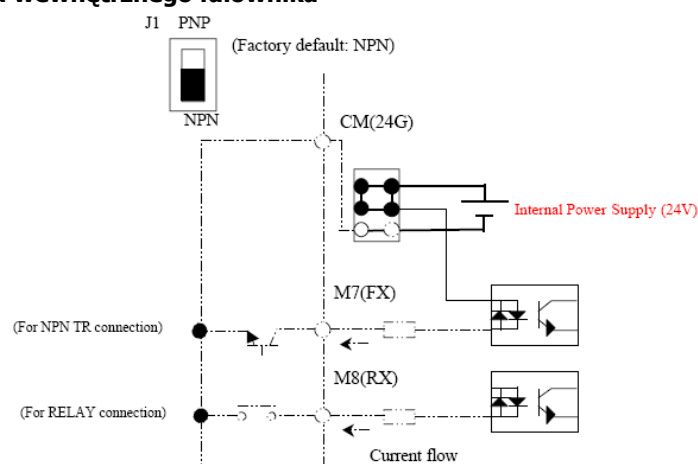 J1 PNP
(Factory default: NPN)
NPN
CM(24G)
Internal Power Supply (24V)
M7(FX)
(For NPN TR connection)
M8(RX)
(For RELAY connection)
Current flow